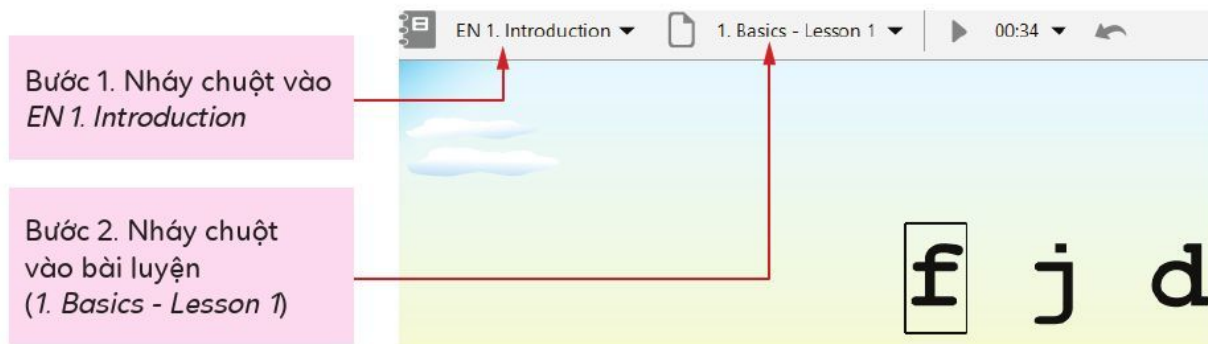 EN 1. Introduction 1. Basics - Lesson 1 00:34
Bước 1. Nháy chuột vào
EN 1. Introduction
Bước 2. Nháy chuột
vào bài luyện
(1. Basics - Lesson 1)
f j d